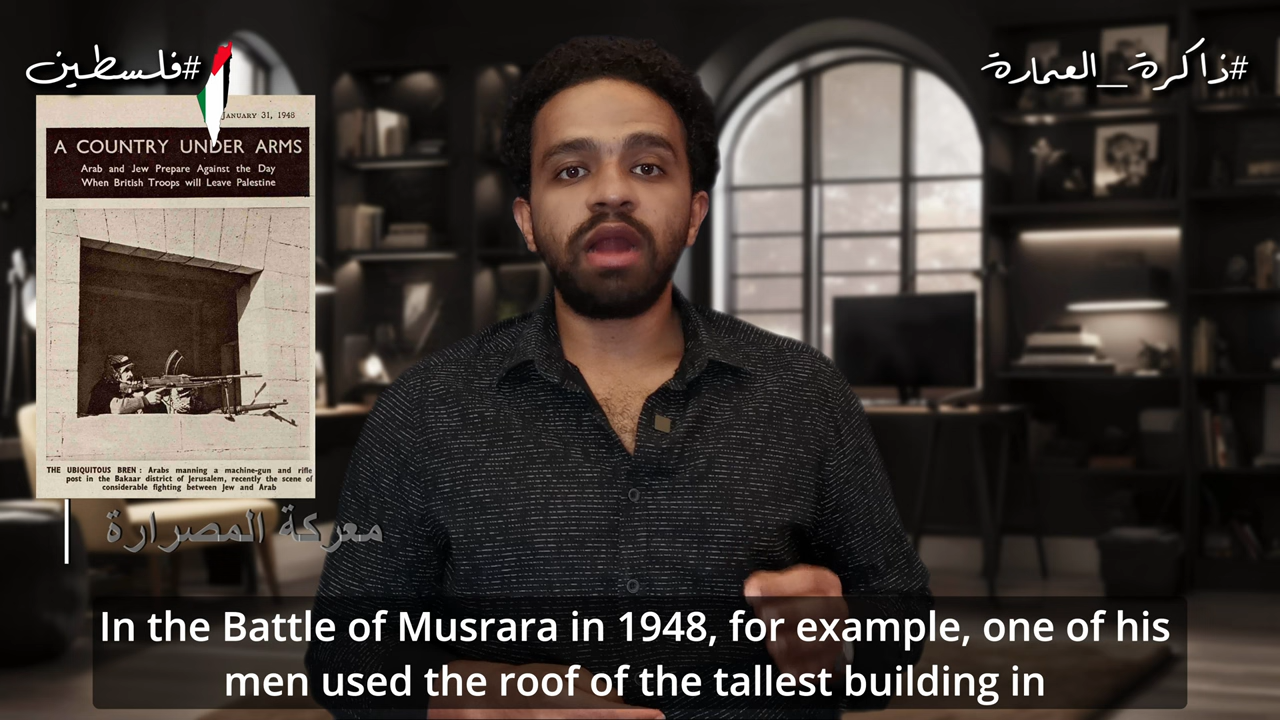 #فلسطين
#ذاكرة_العمارة
JANUARY 31, 1948
A COUNTRY UNDER ARMS
Arab and Jew Prepare Against the Day
When British Troops will Leave Palestine
THE UBIQUITOUS BREN : Arabs manning a machine-gun and rifle
post in the Bakaar district of Jerusalem, recently the scene of
considerable fighting between Jew and Arab
معركة المصرارة
In the Battle of Musrara in 1948, for example, one of his
men used the roof of the tallest building in